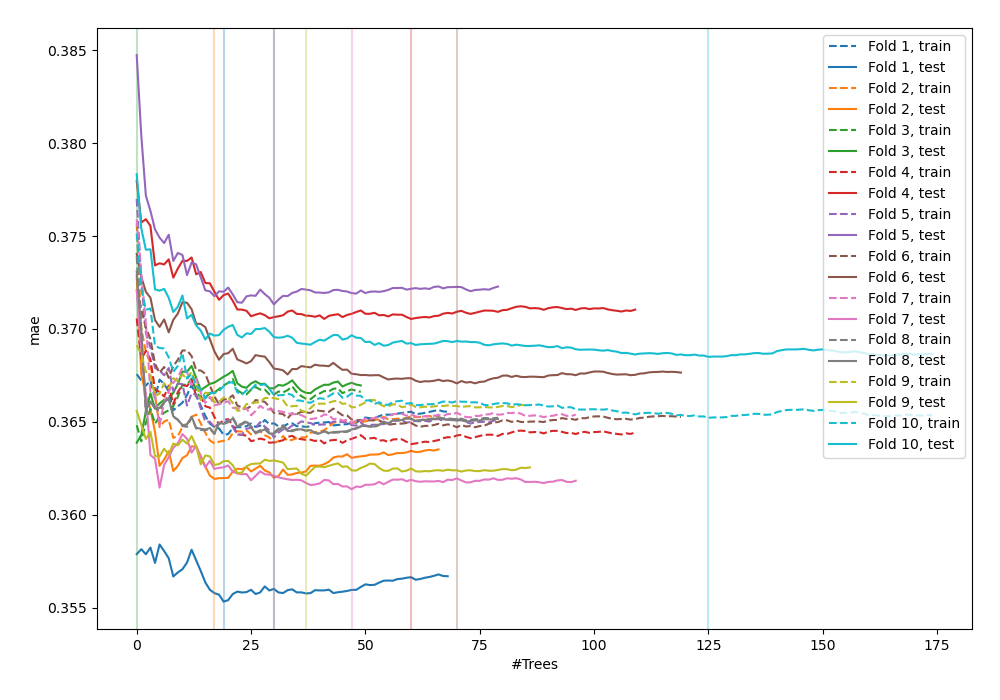 0.385
0.380
0.375
0.370
0.365
0.360
0.355
mae
0
25
50
75
100
125
150
175
#Trees
Fold 1, train
Fold 1, test
Fold 2, train
Fold 2, test
Fold 3, train
Fold 3, test
Fold 4, train
Fold 4, test
Fold 5, train
Fold 5, test
Fold 6, train
Fold 6, test
Fold 7, train
Fold 7, test
Fold 8, train
Fold 8, test
Fold 9, train
Fold 9, test
Fold 10, train
Fold 10, test